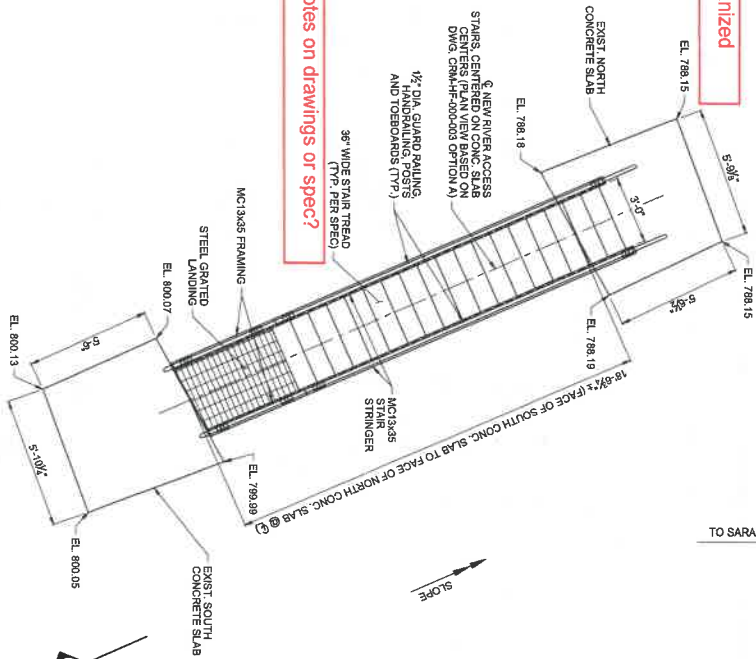 nized
otes on drawings or spec?
EL. 788.15
EXIST. NORTH
CONCRETE SLAB
5'-9⅛"
EL. 788.15
EL. 788.18
3'-0"
5'-6½"
EL. 788.19
℄ NEW RIVER ACCESS
STAIRS, CENTERED ON CONC. SLAB
CENTERS (PLAN VIEW BASED ON
DWG. CRM-HF-000-003 OPTION A)
1½" DIA. GUARD RAILING,
HANDRAILING, POSTS
AND TOEBOARDS (TYP.)
36" WIDE STAIR TREAD
(TYP. PER SPEC)
MC13x35 FRAMING
STEEL GRATED
LANDING
MC13x35
STAIR
STRINGER
18'-6¾"± (FACE OF SOUTH CONC. SLAB TO FACE OF NORTH CONC. SLAB @ ℄)
EL. 800.07
EL. 799.99
5'-6"
EL. 800.13
5'-10¼"
EL. 800.05
EXIST. SOUTH
CONCRETE SLAB
SLOPE
TO SARA